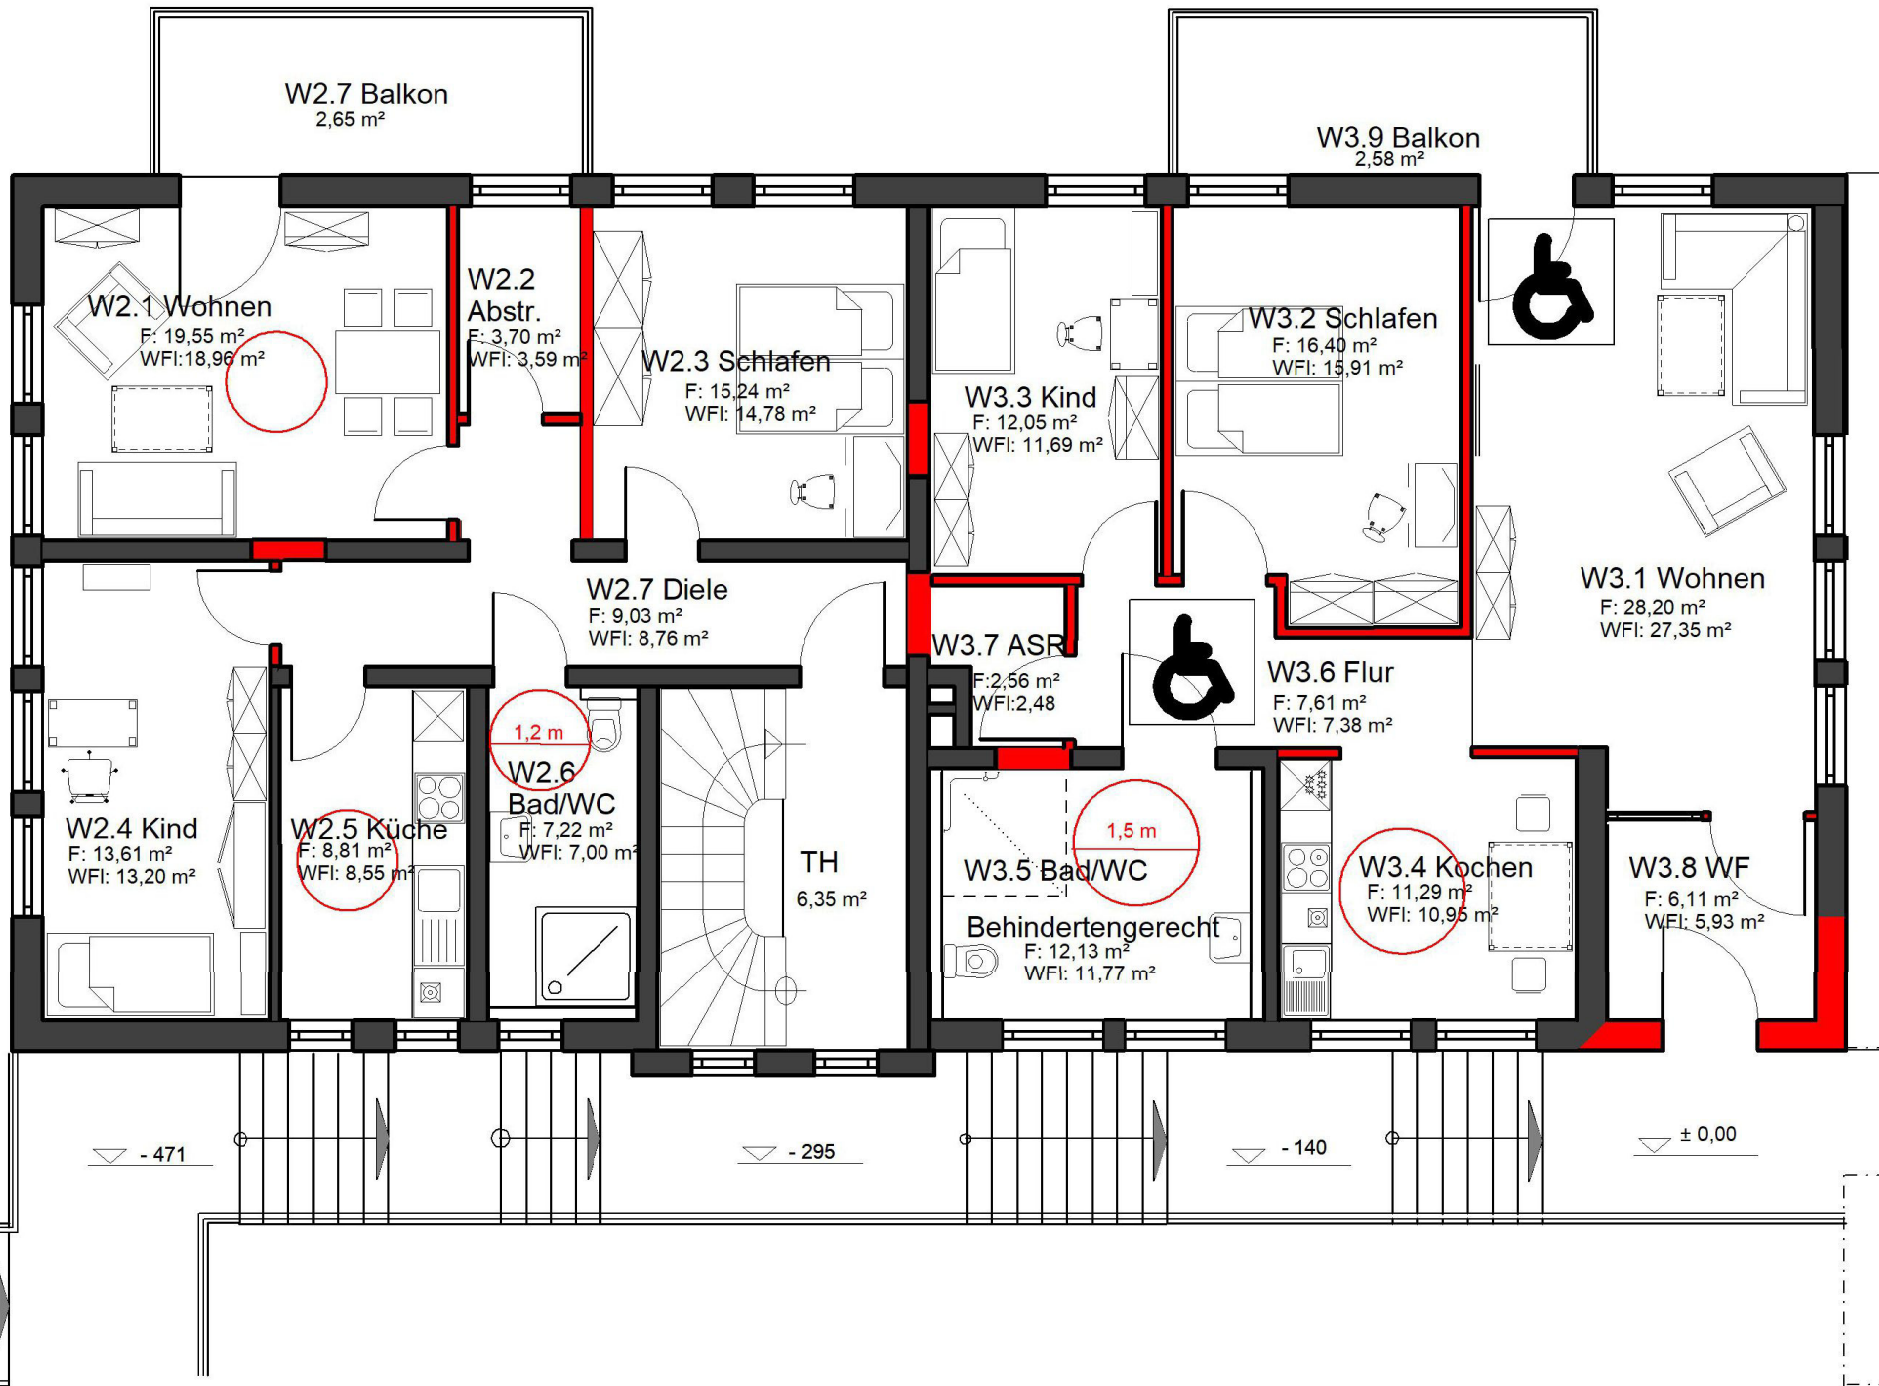 W2.7 Balkon
2,65 m²
W3.9 Balkon
2,58 m²
W2.1 Wohnen
F: 19,55 m²
WFl:18,96 m²
W2.2
Abstr.
F: 3,70 m²
WFl: 3,59 m²
W2.3 Schlafen
F: 15,24 m²
WFl: 14,78 m²
W3.3 Kind
F: 12,05 m²
WFl: 11,69 m²
W3.2 Schlafen
F: 16,40 m²
WFl: 15,91 m²
W3.1 Wohnen
F: 28,20 m²
WFl: 27,35 m²
W2.7 Diele
F: 9,03 m²
WFl: 8,76 m²
W3.7 ASR
F:2,56 m²
WFl:2,48
W3.6 Flur
F: 7,61 m²
WFl: 7,38 m²
W2.4 Kind
F: 13,61 m²
WFl: 13,20 m²
W2.5 Küche
F: 8,81 m²
WFl: 8,55 m²
1,2 m
W2.6
Bad/WC
F: 7,22 m²
WFl: 7,00 m²
TH
6,35 m²
1,5 m
W3.5 Bad/WC
Behindertengerecht
F: 12,13 m²
WFl: 11,77 m²
W3.4 Kochen
F: 11,29 m²
WFl: 10,95 m²
W3.8 WF
F: 6,11 m²
WFl: 5,93 m²
- 471
- 295
- 140
± 0,00